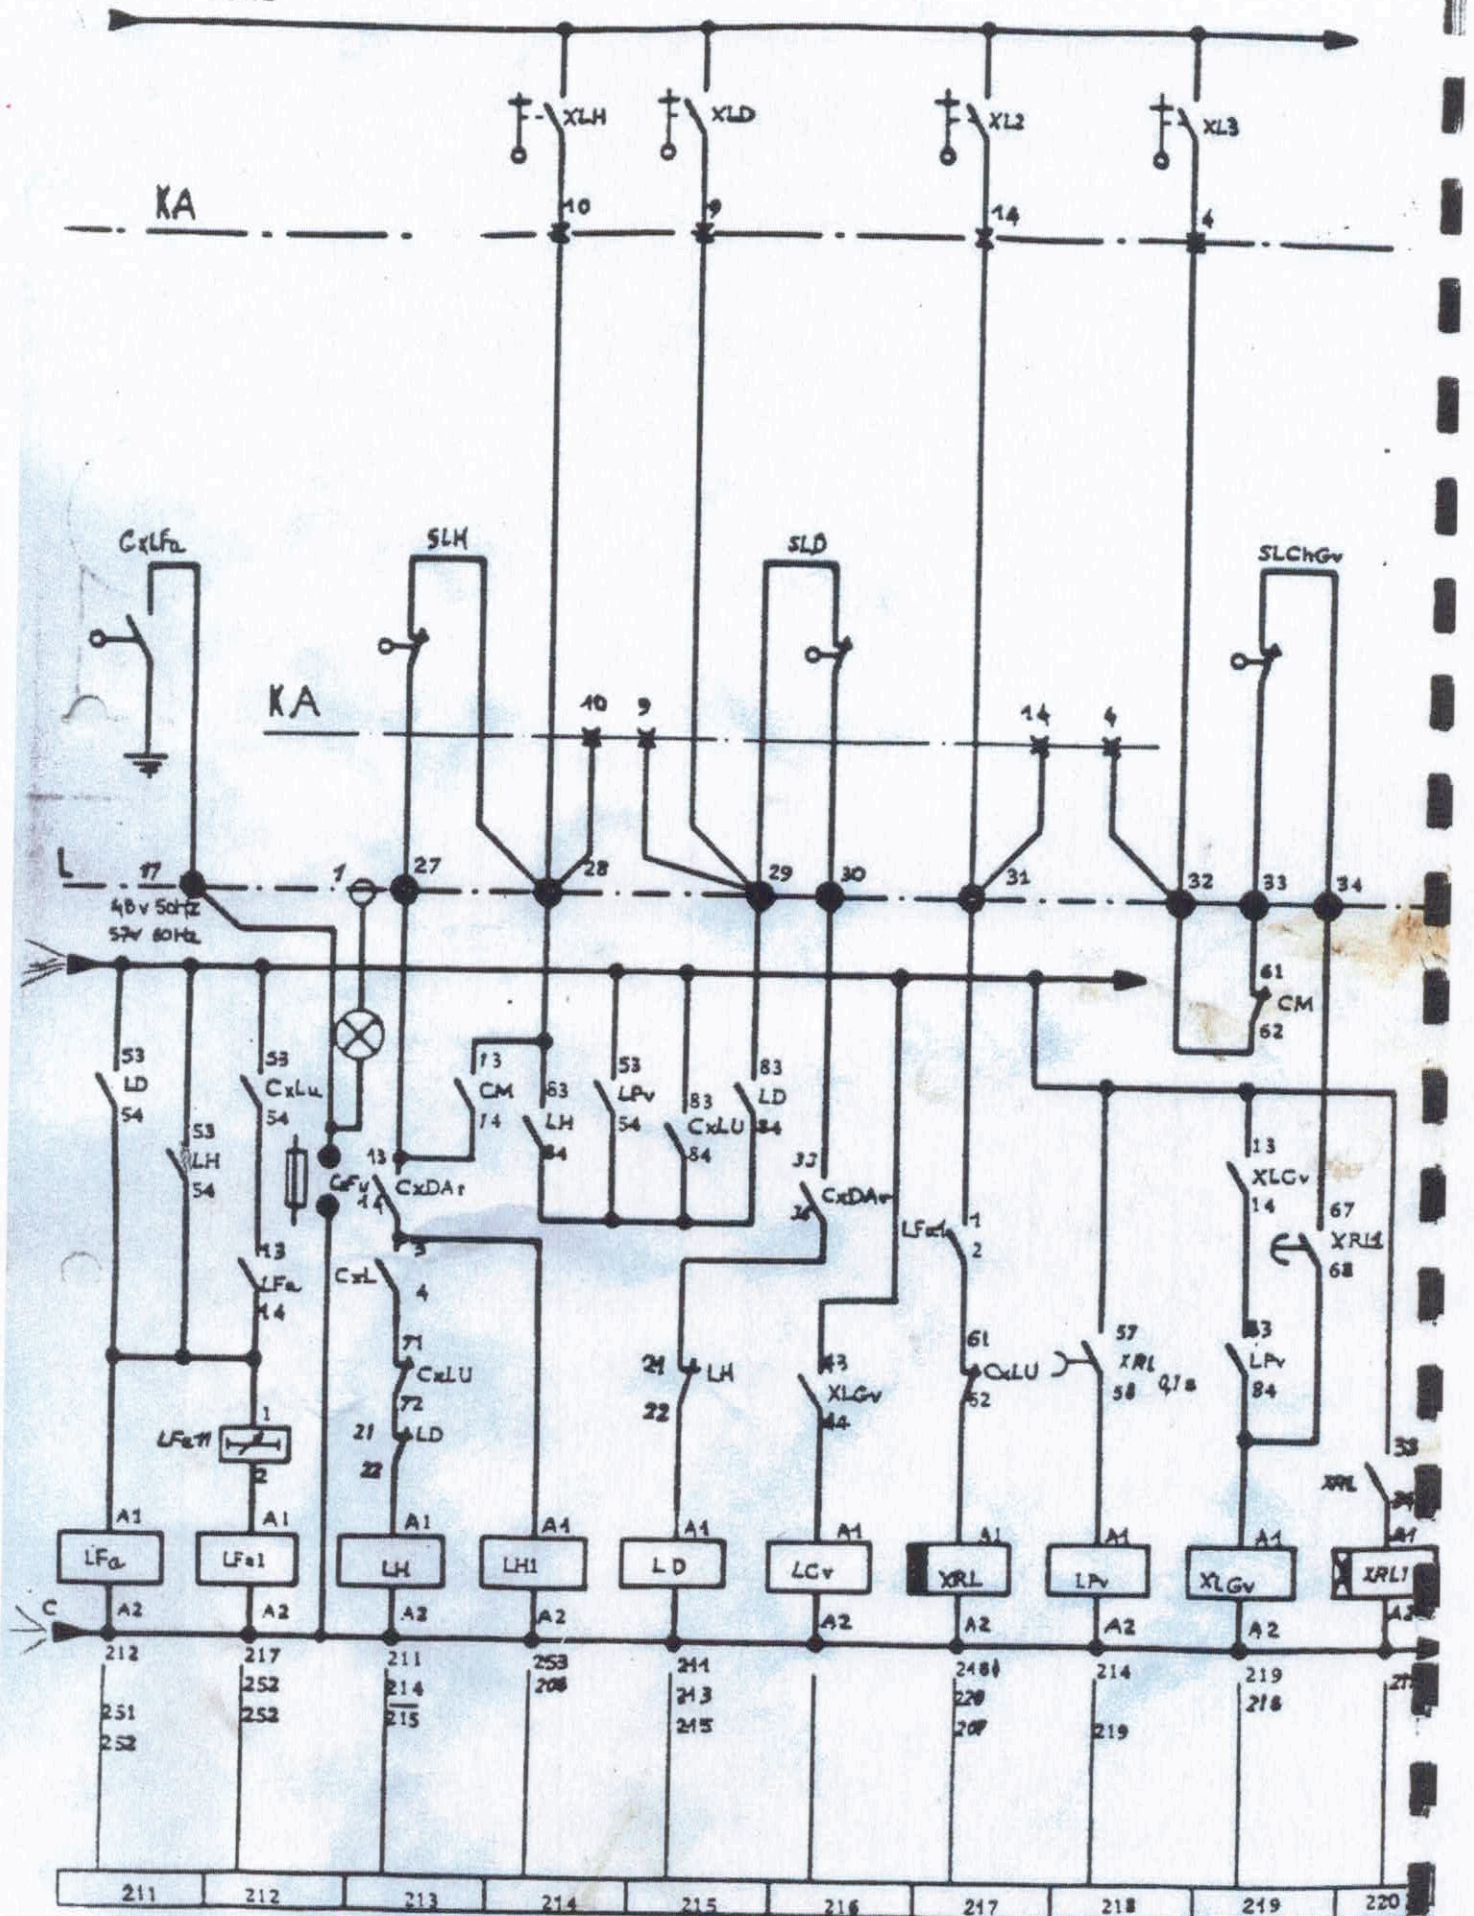 XLH XLD XL2 XL3
KA 10 9 14 4
CxLFa SLH SLD SLChGv
KA 10 9 14 4
L 17 1 27 28 29 30 31 32 33 34
48v 50Hz
57v 60Hz
61
CM
62
53 53 13 63 53 83 83
LD CxLu CM LH LPv CxLU LD
54 54 14 84 54 84 84
53 13 33 13 67
LH CxFu CxDAr CxDAr XLGv XRL1
54 14 34 14 68
13 3 1
LFa CxL LFa1
14 4 2
71 21 43 61 57 83
CxLU LH XLGv CxLU XRL 0,1s LPv
72 22 44 62 58 84
1 21 33
LFa11 LD XRL
2 22 34
A1 A1 A1 A1 A1 A1 A1 A1 A1 A1
LFa LFa1 LH LH1 LD LGv XRL LPv XLGv XRL1
C A2 A2 A2 A2 A2 A2 A2 A2 A2
212 217 211 253 211 214 219
252 214 208 213 220 218
251 252 215 215 207 219
252
211 212 213 214 215 216 217 218 219 220